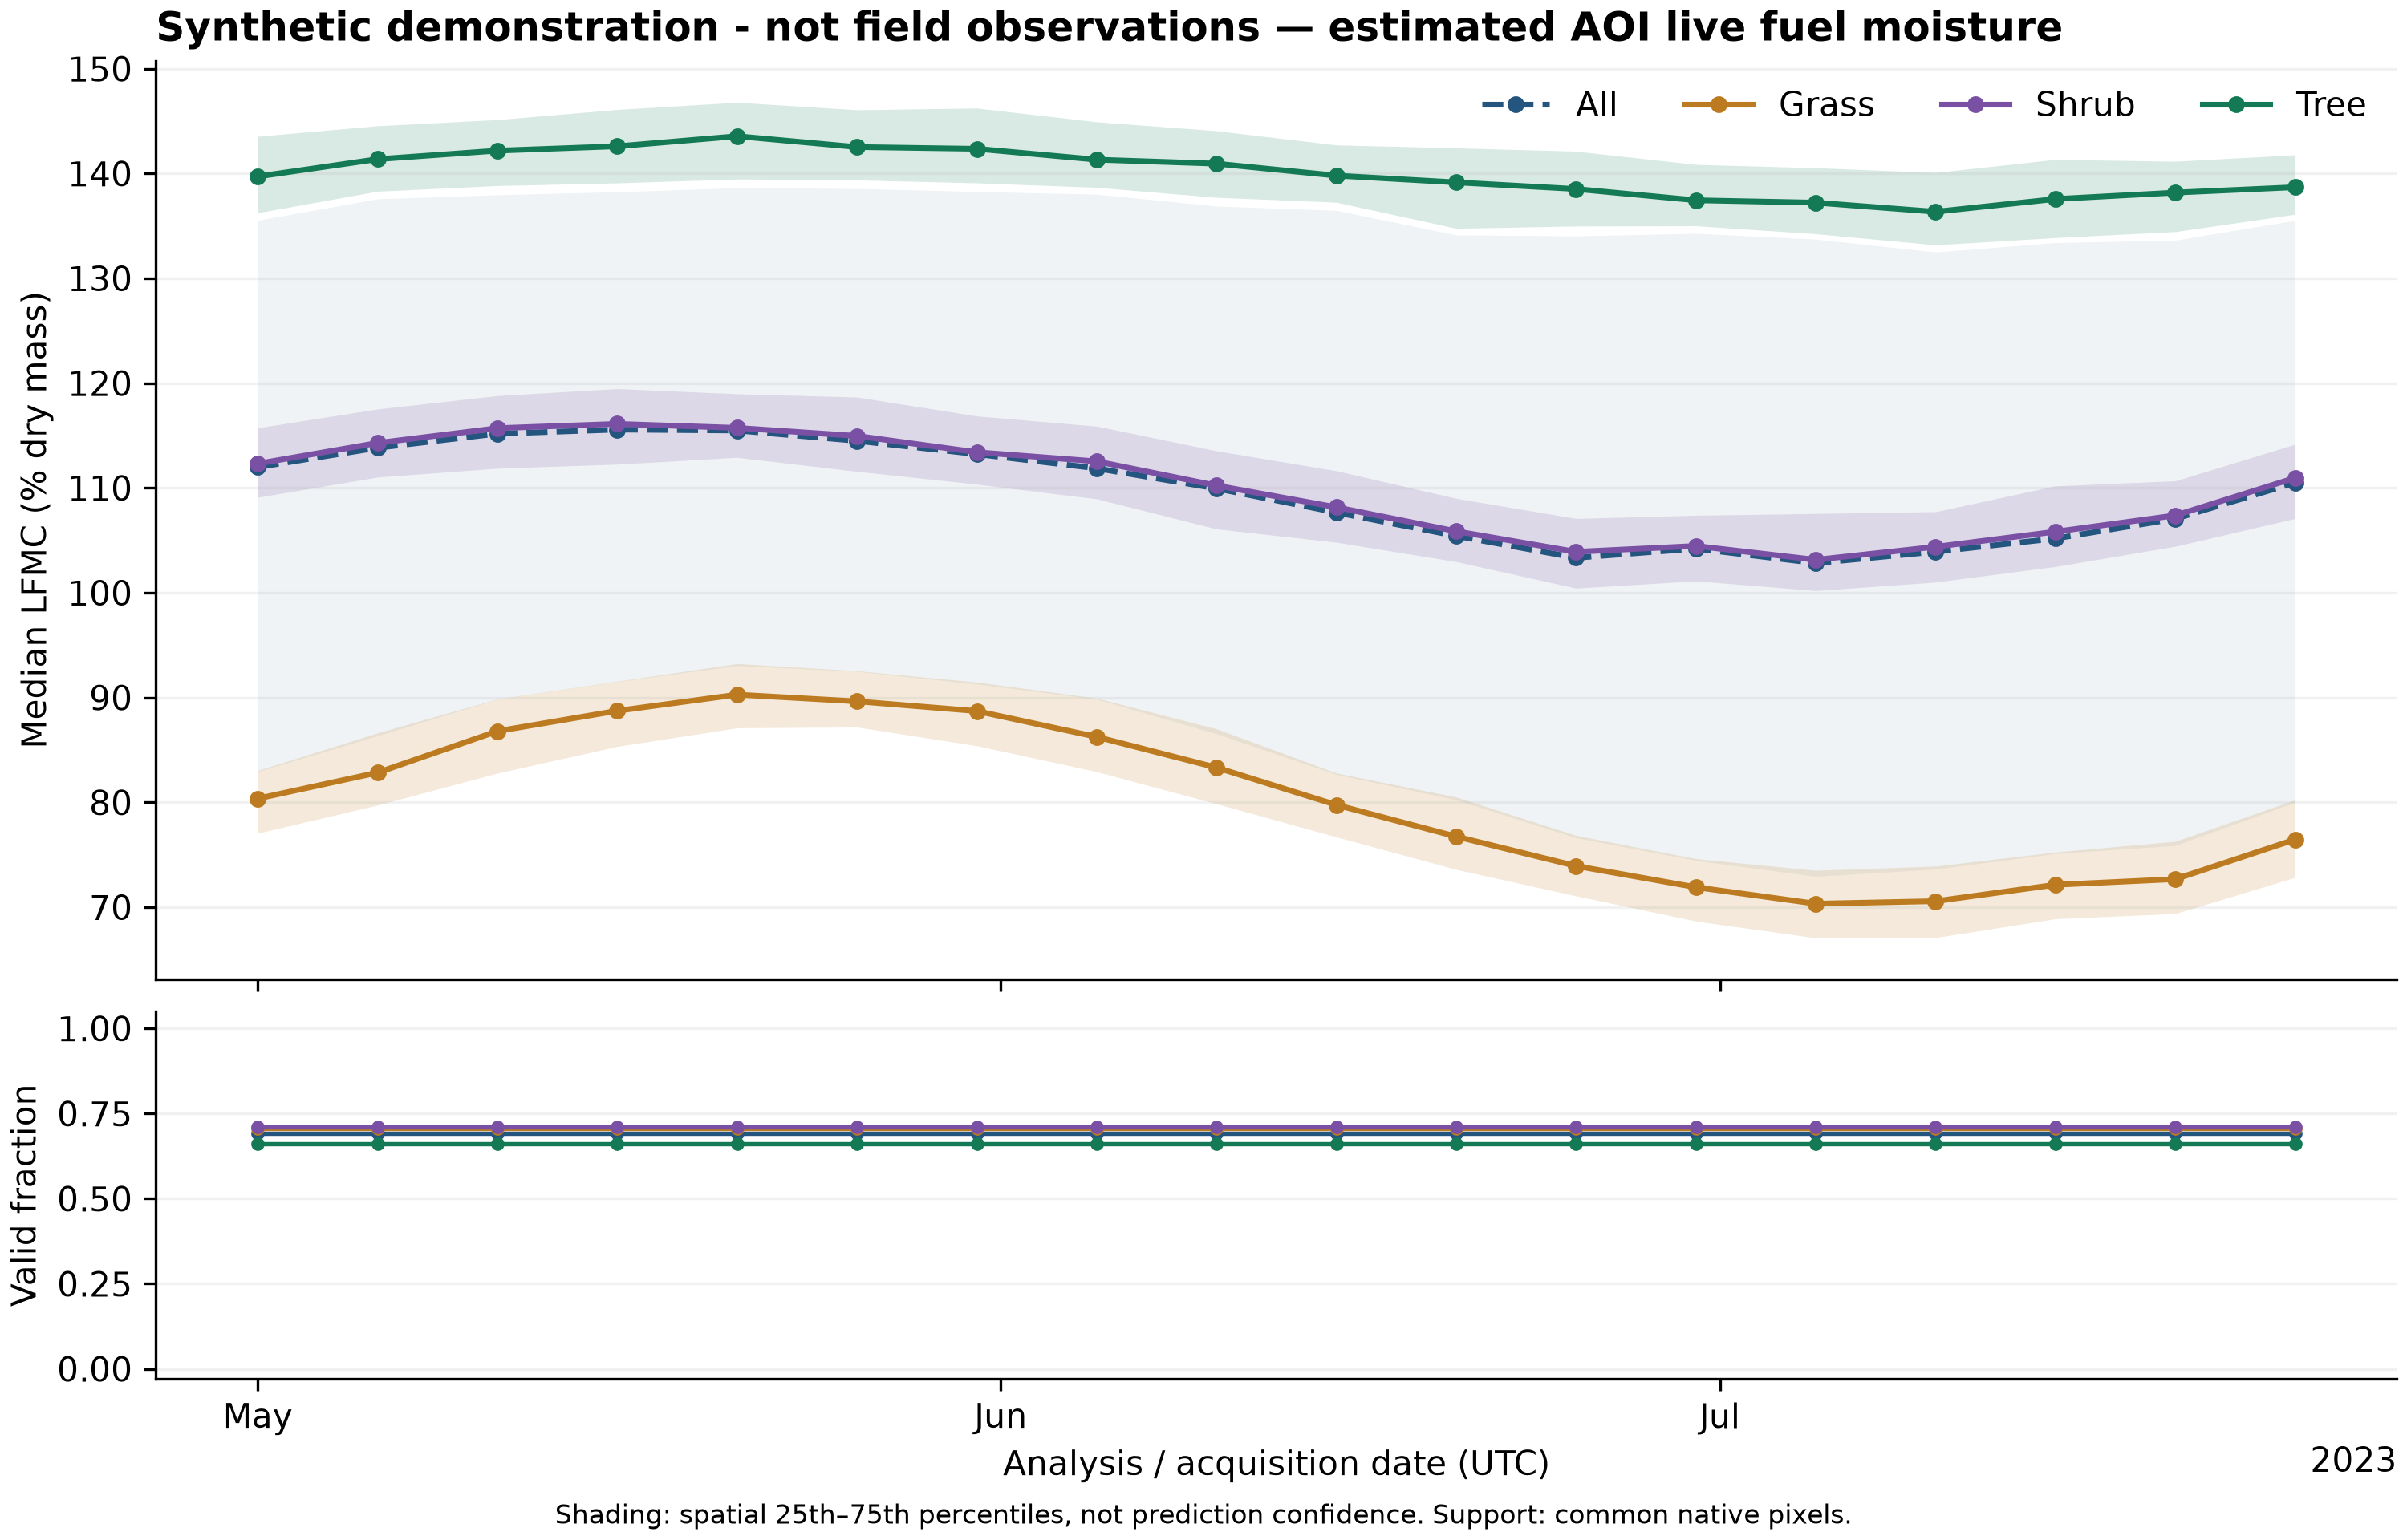 Synthetic demonstration - not field observations — estimated AOI live fuel moisture
All Grass Shrub Tree
Median LFMC (% dry mass)
150
140
130
120
110
100
90
80
70
Valid fraction
1.00
0.75
0.50
0.25
0.00
May Jun Jul
Analysis / acquisition date (UTC)
2023
Shading: spatial 25th–75th percentiles, not prediction confidence. Support: common native pixels.